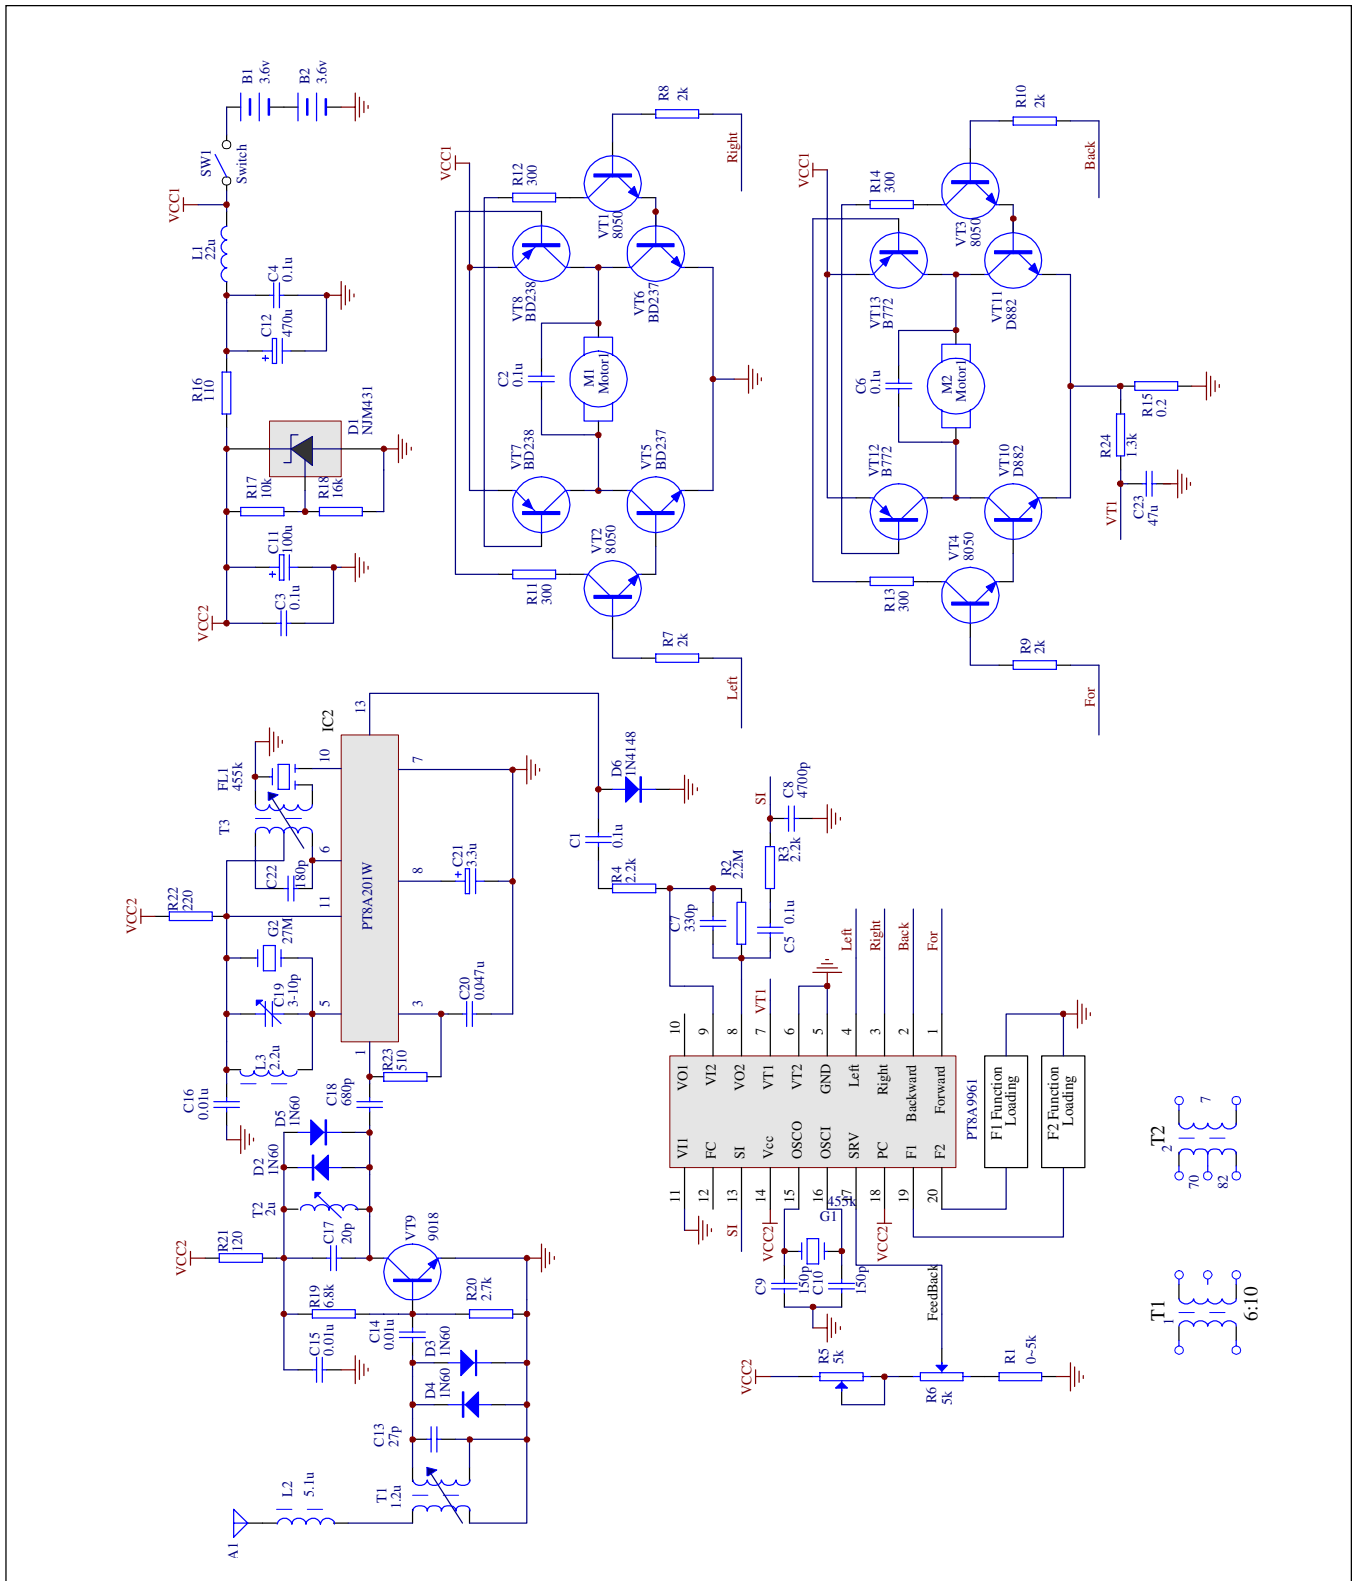 B1
3.6v
B2
3.6v
SW1
Switch
VCC1
L1
22u
C4
0.1u
C12
470u
+
R16
110
D1
NJM431
R17
10k
R18
16k
C11
100u
+
C3
0.1u
VCC2
R8
2k
Right
VCC1
R12
300
VT1
8050
VT8
BD238
VT6
BD237
C2
0.1u
M1
Motor1
VT7
BD238
VT5
BD237
VT2
8050
R11
300
R7
2k
Left
R10
2k
Back
VCC1
R14
300
VT3
8050
VT13
B772
VT11
D882
C6
0.1u
M2
Motor1
R15
0.2
R24
1.3k
VT12
B772
VT10
D882
VT1
C23
47u
VT4
8050
R13
300
R9
2k
For
IC2
13
10
7
FL1
455k
T3
6
8
C22
180p
11
C21
3.3u
+
PT8A201W
VCC2
R22
220
G2
27M
C19
3-10p
5
3
C20
0.047u
L3
2.2u
1
R23
510
C16
0.01u
C18
680p
D5
1N60
D2
1N60
T2
2u
C17
20p
VT9
9018
VCC2
R21
120
R19
6.8k
R20
2.7k
C15
0.01u
C14
0.01u
D3
1N60
D4
1N60
C13
27p
T1
1.2u
L2
5.1u
A1
D6
1N4148
C1
0.1u
R4
2.2k
SI
C8
4700p
R3
2.2k
R2
2.2M
C7
330p
C5
0.1u
Left
Right
Back
For
VT1
10
9
8
7
6
5
4
3
2
1
VO1
VI2
VO2
VT1
VT2
GND
Left
Right
Backward
Forward
VI1
FC
SI
Vcc
OSCO
OSCI
SRV
PC
F1
F2
PT8A9961
11
12
13
14
15
16
17
18
19
20
SI
VCC2
VCC2
455k
G1
C9
150p
C10
150p
FeedBack
F1 Function
Loading
F2 Function
Loading
VCC2
R5
5k
R6
5k
R1
0~5k
T2
2
7
70
82
T1
1
6:10